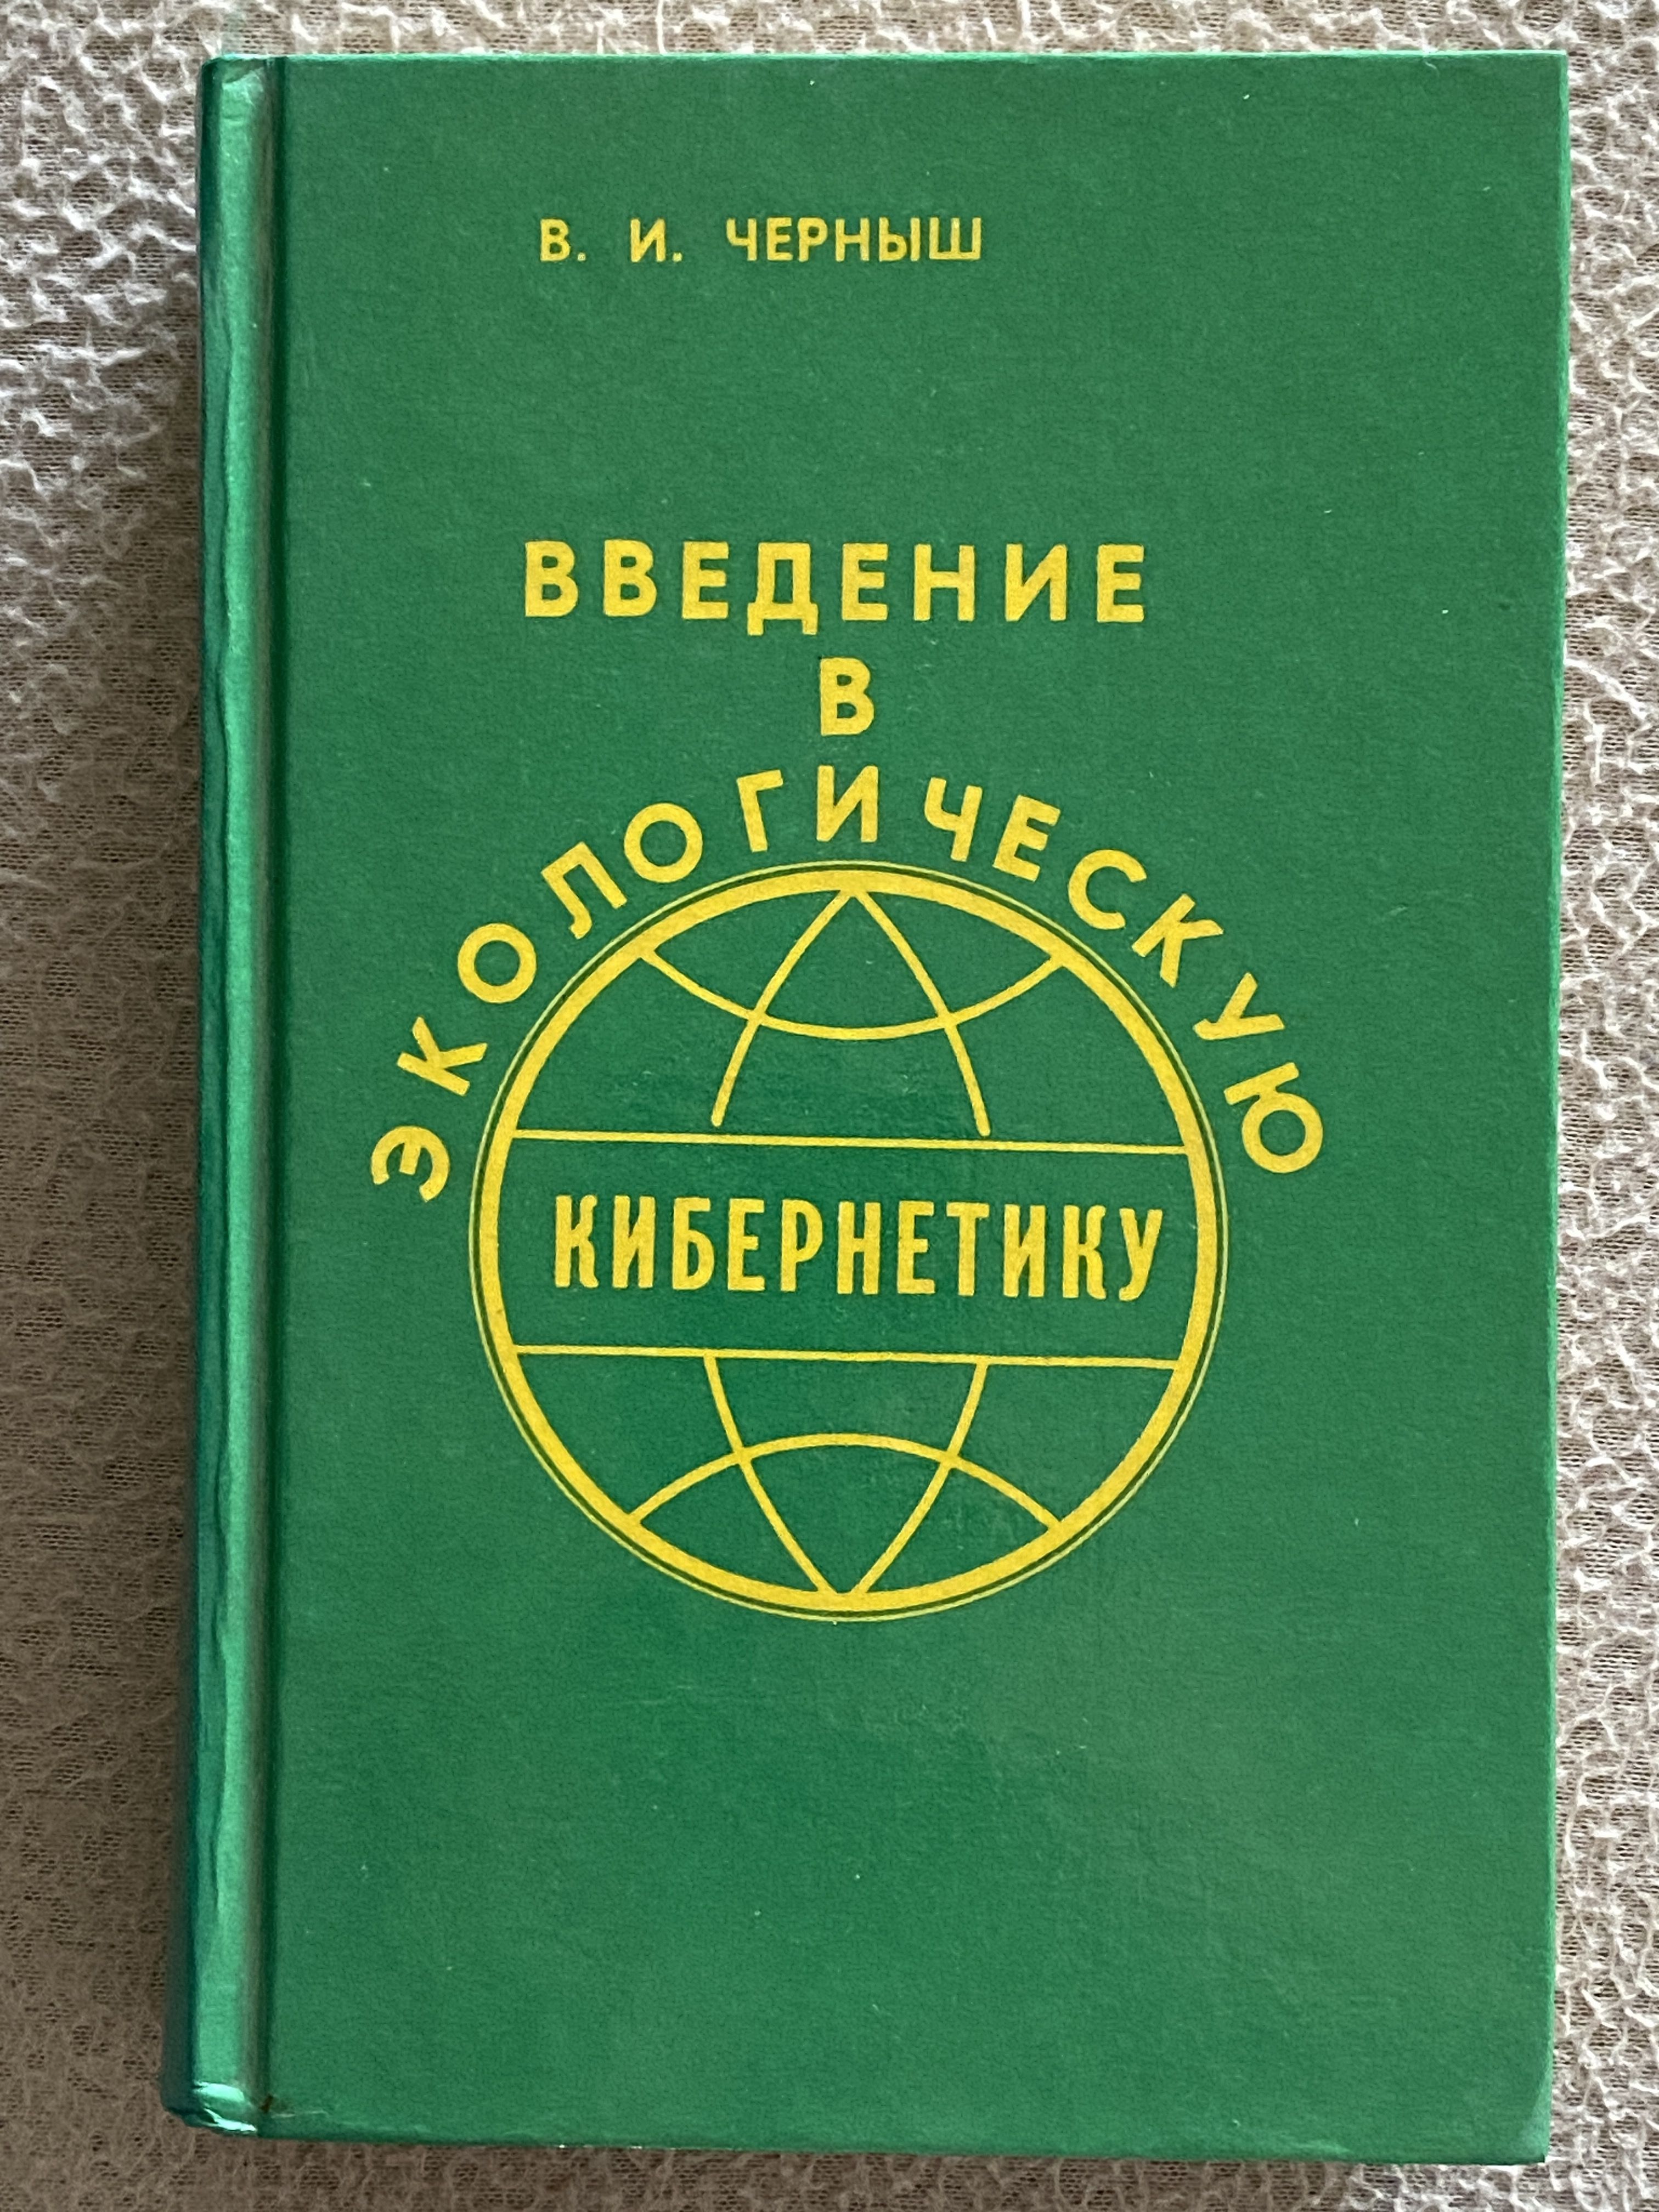 В. И. ЧЕРНЫШ
ВВЕДЕНИЕ
В
ЭКОЛОГИЧЕСКУЮ
КИБЕРНЕТИКУ